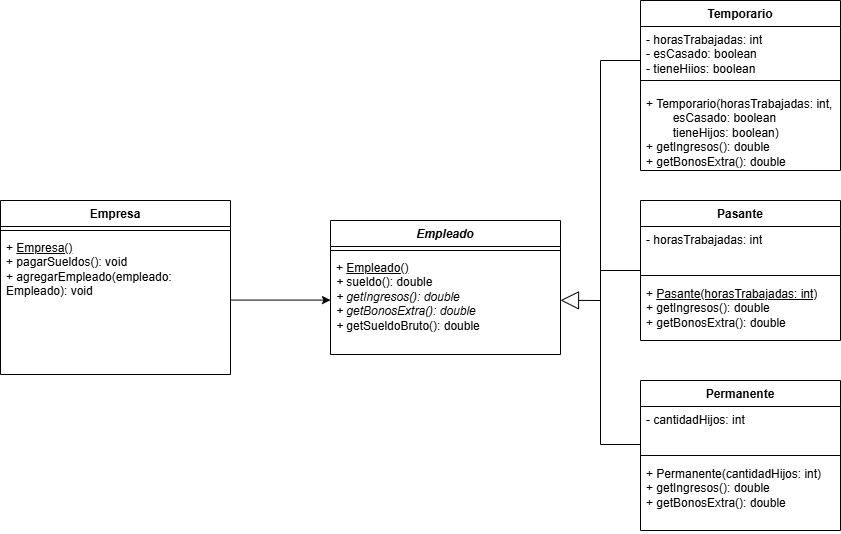 Empresa
+ Empresa()
+ pagarSueldos(): void
+ agregarEmpleado(empleado:
Empleado): void
Empleado
+ Empleado()
+ sueldo(): double
+ getIngresos(): double
+ getBonosExtra(): double
+ getSueldoBruto(): double
Temporario
- horasTrabajadas: int
- esCasado: boolean
- tieneHiios: boolean
+ Temporario(horasTrabajadas: int,
esCasado: boolean
tieneHijos: boolean)
+ getIngresos(): double
+ getBonosExtra(): double
Pasante
- horasTrabajadas: int
+ Pasante(horasTrabajadas: int)
+ getIngresos(): double
+ getBonosExtra(): double
Permanente
- cantidadHijos: int
+ Permanente(cantidadHijos: int)
+ getIngresos(): double
+ getBonosExtra(): double